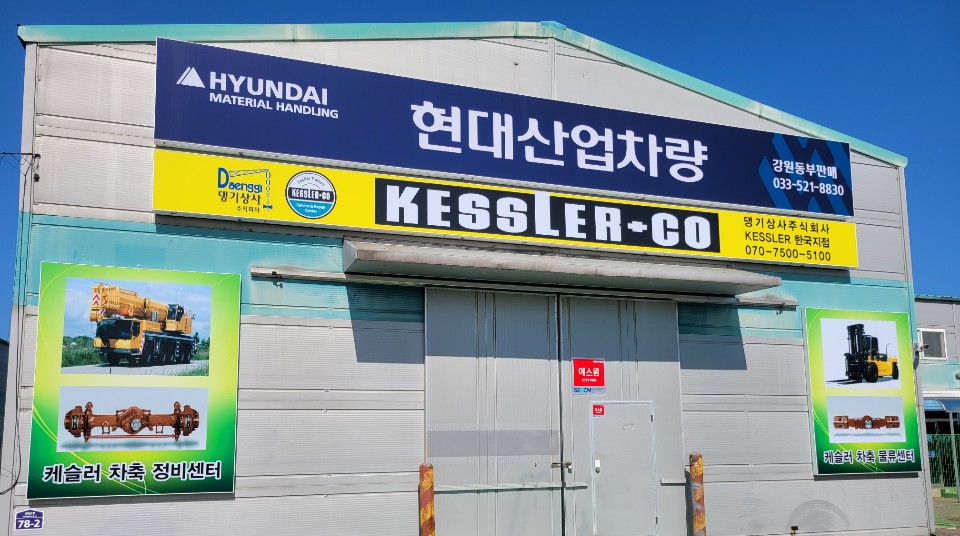 HYUNDAI
MATERIAL HANDLING
현대산업차량
강원동부판매
033-521-8830
Daenggi
댕기상사
주식회사
KESSLER+CO
Service & Repair
Center
KESSLER+CO
댕기상사주식회사
KESSLER 한국지점
070-7500-5100
에스원
케슬러 차축 정비센터
케슬러 차축 물류센터
78-2